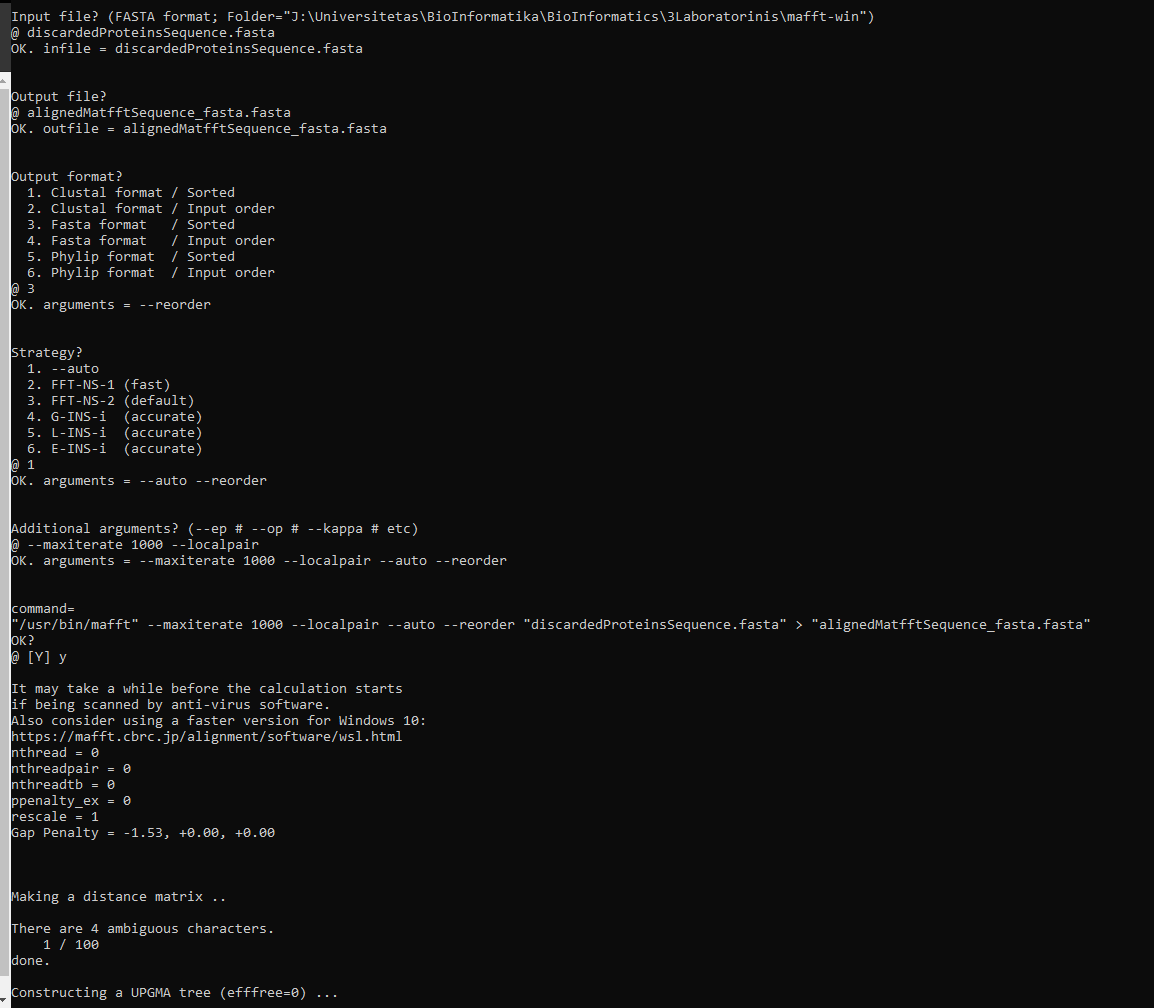 Input file? (FASTA format; Folder="J:\Universitetas\BioInformatika\BioInformatics\3Laboratorinis\mafft-win")
@ discardedProteinsSequence.fasta
OK. infile = discardedProteinsSequence.fasta
Output file?
@ alignedMatfftSequence_fasta.fasta
OK. outfile = alignedMatfftSequence_fasta.fasta
Output format?
1. Clustal format / Sorted
2. Clustal format / Input order
3. Fasta format   / Sorted
4. Fasta format   / Input order
5. Phylip format  / Sorted
6. Phylip format  / Input order
@ 3
OK. arguments = --reorder
Strategy?
1. --auto
2. FFT-NS-1 (fast)
3. FFT-NS-2 (default)
4. G-INS-i  (accurate)
5. L-INS-i  (accurate)
6. E-INS-i  (accurate)
@ 1
OK. arguments = --auto --reorder
Additional arguments? (--ep # --op # --kappa # etc)
@ --maxiterate 1000 --localpair
OK. arguments = --maxiterate 1000 --localpair --auto --reorder
command=
"/usr/bin/mafft" --maxiterate 1000 --localpair --auto --reorder "discardedProteinsSequence.fasta" > "alignedMatfftSequence_fasta.fasta"
OK?
@ [Y] y
It may take a while before the calculation starts
if being scanned by anti-virus software.
Also consider using a faster version for Windows 10:
https://mafft.cbrc.jp/alignment/software/wsl.html
nthread = 0
nthreadpair = 0
nthreadtb = 0
ppenalty_ex = 0
rescale = 1
Gap Penalty = -1.53, +0.00, +0.00
Making a distance matrix ..
There are 4 ambiguous characters.
1 / 100
done.
Constructing a UPGMA tree (efffree=0) ...